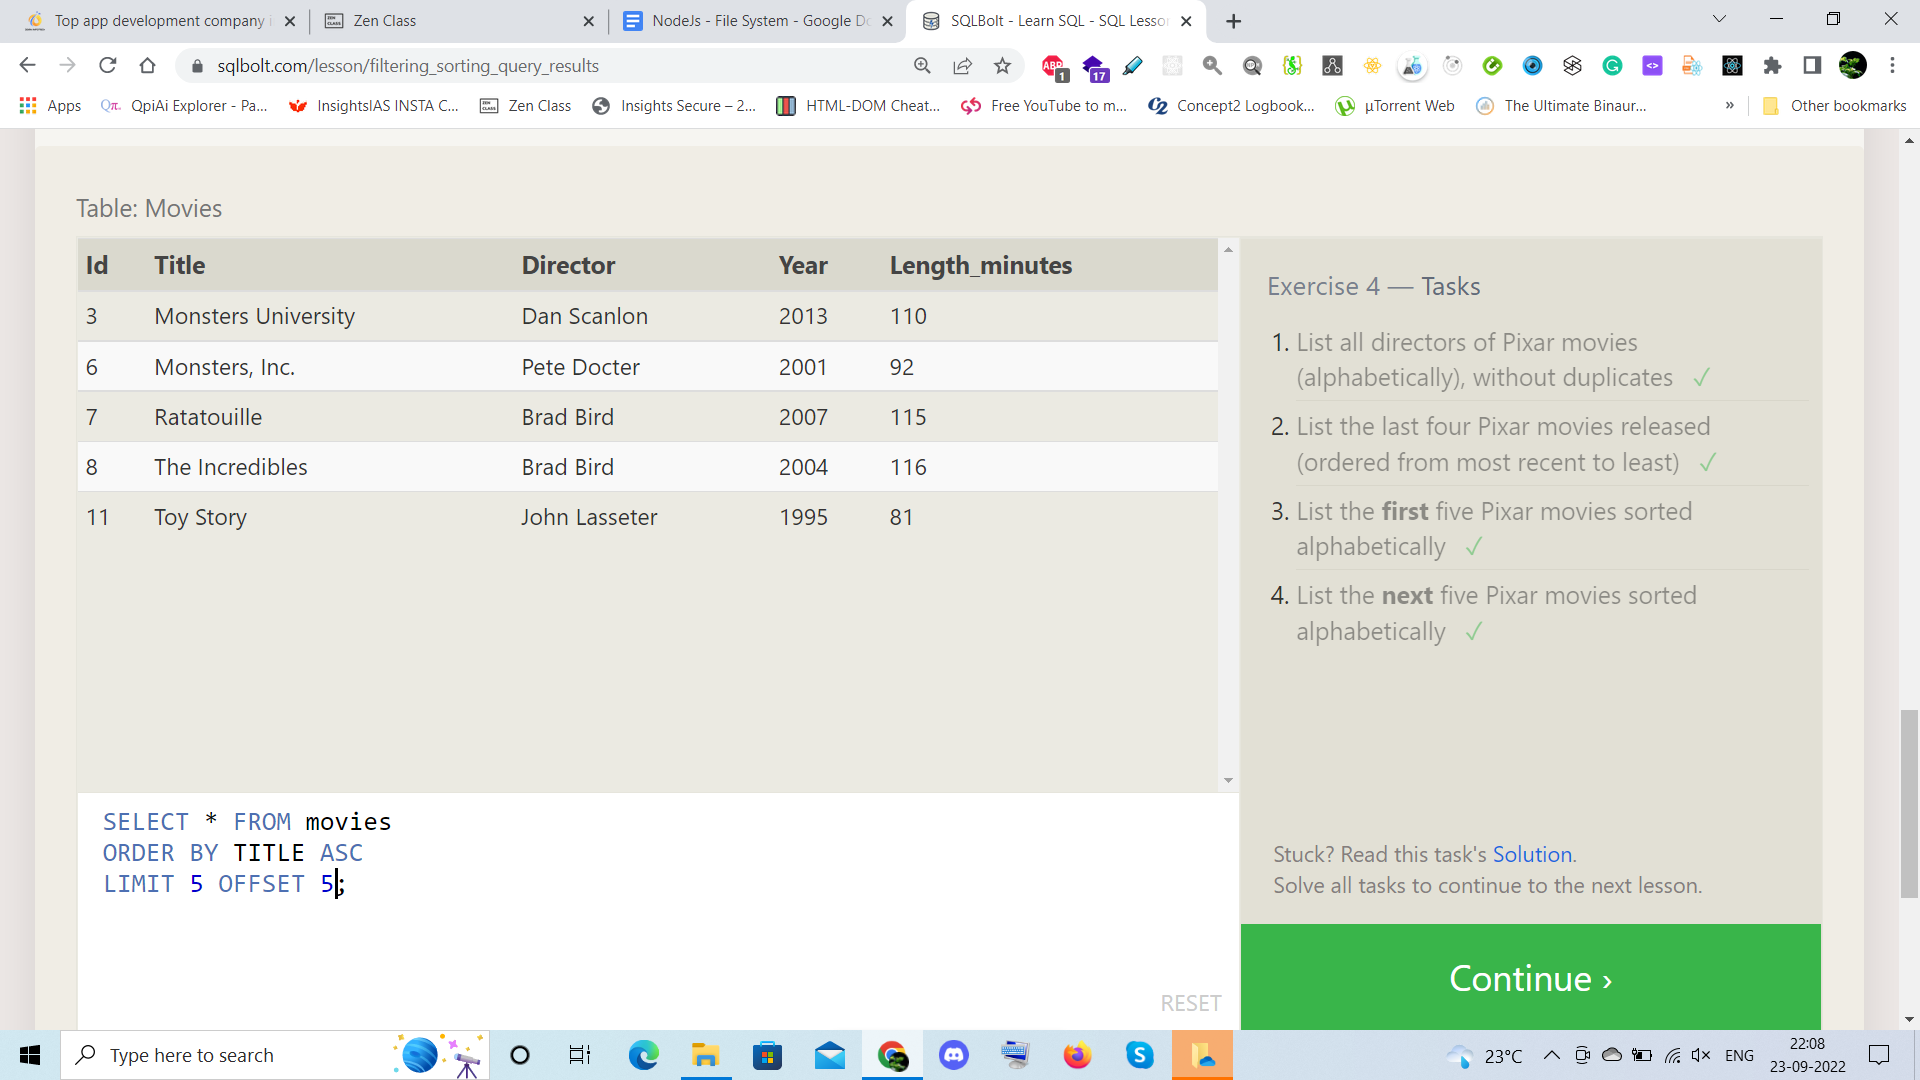 Top app development company i
Zen Class
NodeJs - File System - Google Do
SQLBolt - Learn SQL - SQL Lesson
sqlbolt.com/lesson/filtering_sorting_query_results
ABP
1
17
Apps
QpiAi Explorer - Pa...
InsightsIAS INSTA C...
Zen Class
Insights Secure – 2...
HTML-DOM Cheat...
Free YouTube to m...
Concept2 Logbook...
µTorrent Web
The Ultimate Binaur...
»
Other bookmarks
Table: Movies
Id Title Director Year Length_minutes
3 Monsters University Dan Scanlon 2013 110
6 Monsters, Inc. Pete Docter 2001 92
7 Ratatouille Brad Bird 2007 115
8 The Incredibles Brad Bird 2004 116
11 Toy Story John Lasseter 1995 81
Exercise 4 — Tasks
1. List all directors of Pixar movies
(alphabetically), without duplicates ✓
2. List the last four Pixar movies released
(ordered from most recent to least) ✓
3. List the first five Pixar movies sorted
alphabetically ✓
4. List the next five Pixar movies sorted
alphabetically ✓
SELECT * FROM movies
ORDER BY TITLE ASC
LIMIT 5 OFFSET 5;
RESET
Stuck? Read this task's Solution.
Solve all tasks to continue to the next lesson.
Continue ›
Type here to search
23°C
ENG
22:08
23-09-2022